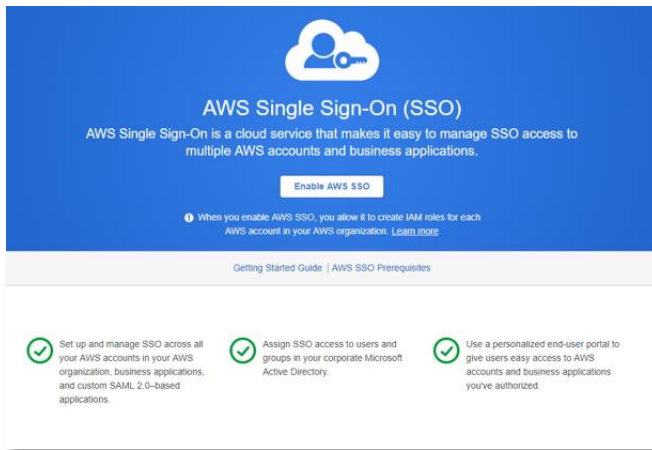 AWS Single Sign-On (SSO)
AWS Single Sign-On is a cloud service that makes it easy to manage SSO access to
multiple AWS accounts and business applications.
Enable AWS SSO
When you enable AWS SSO, you allow it to create IAM roles for each
AWS account in your AWS organization. Learn more
Getting Started Guide | AWS SSO Prerequisites
Set up and manage SSO across all
your AWS accounts in your AWS
organization, business applications,
and custom SAML 2.0–based
applications.
Assign SSO access to users and
groups in your corporate Microsoft
Active Directory.
Use a personalized end-user portal to
give users easy access to AWS
accounts and business applications
you've authorized.